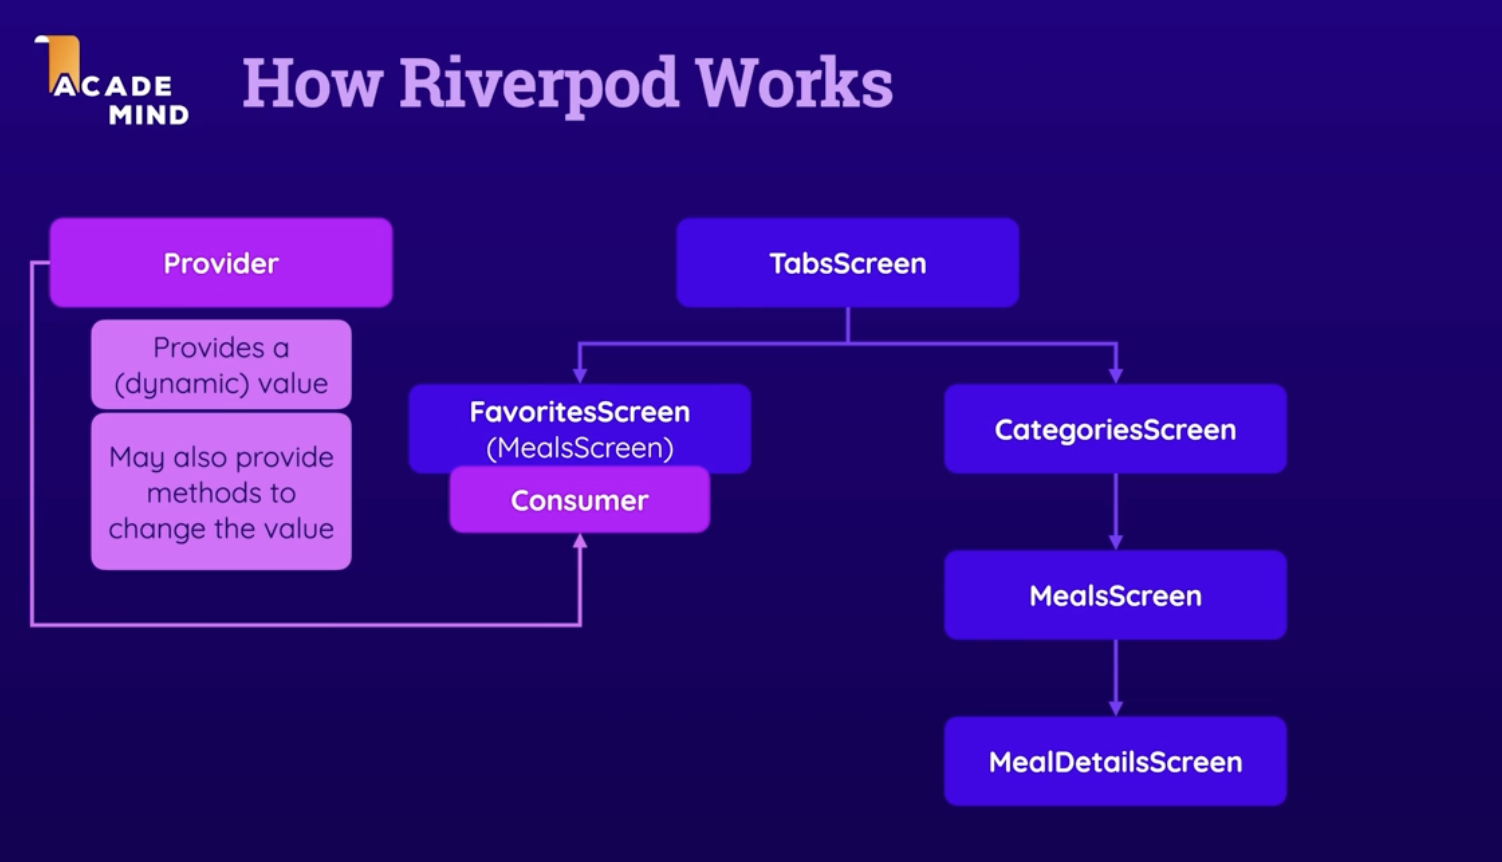 ACADE
MIND
How Riverpod Works
Provider
Provides a
(dynamic) value
May also provide
methods to
change the value
TabsScreen
FavoritesScreen
(MealsScreen)
Consumer
CategoriesScreen
MealsScreen
MealDetailsScreen